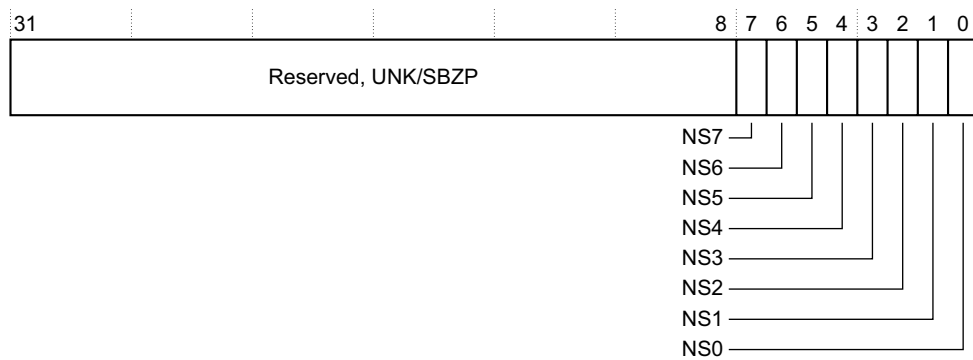 31 8 7 6 5 4 3 2 1 0
Reserved, UNK/SBZP
NS7
NS6
NS5
NS4
NS3
NS2
NS1
NS0